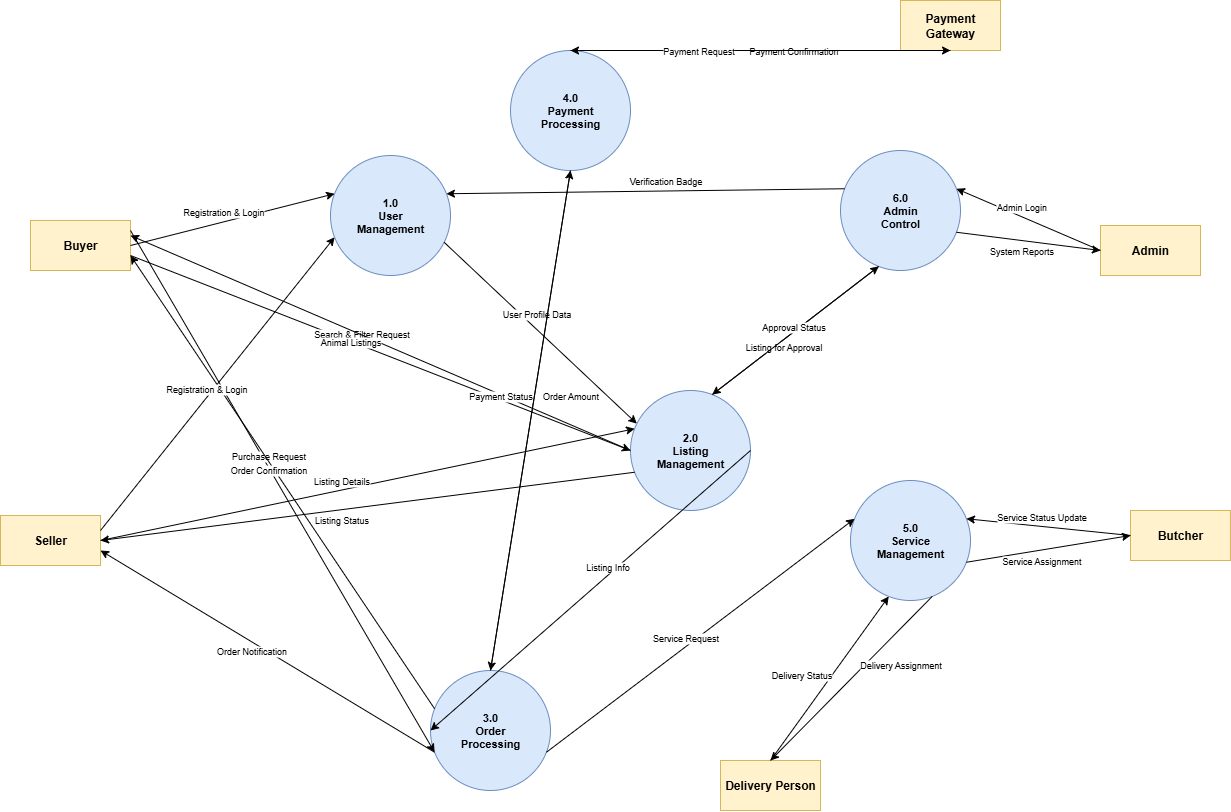 Payment
Gateway
Payment Request
Payment Confirmation
4.0
Payment
Processing
Verification Badge
1.0
User
Management
6.0
Admin
Control
Admin Login
System Reports
Admin
Registration & Login
Buyer
User Profile Data
Approval Status
Listing for Approval
Search & Filter Request
Animal Listings
Registration & Login
Payment Status
Order Amount
2.0
Listing
Management
Purchase Request
Order Confirmation
Listing Details
Listing Status
Seller
5.0
Service
Management
Service Status Update
Service Assignment
Butcher
Listing Info
Service Request
Order Notification
Delivery Status
Delivery Assignment
3.0
Order
Processing
Delivery Person